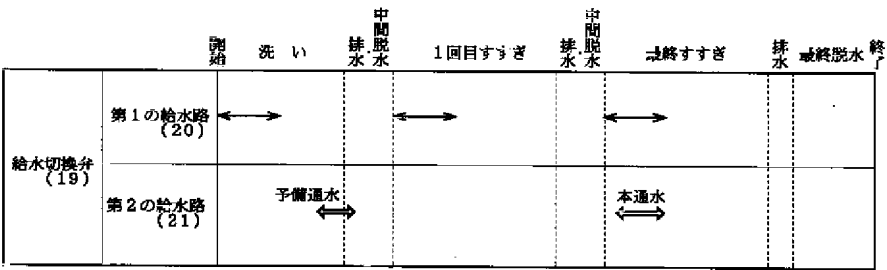 開始 洗い 排水・中間脱水 1回目すすぎ 排水・中間脱水 最終すすぎ 排水 最終脱水 終了
給水切換弁
(19)
第1の給水路
(20)
第2の給水路
(21)
予備通水
本通水